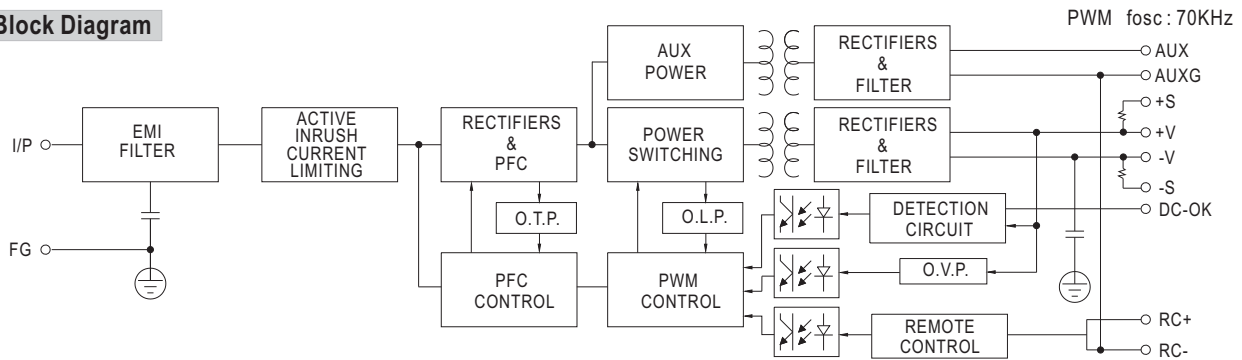 Block Diagram
PWM fosc : 70KHz
AUX
POWER
RECTIFIERS
&
FILTER
AUX
AUXG
I/P
EMI
FILTER
ACTIVE
INRUSH
CURRENT
LIMITING
RECTIFIERS
&
PFC
POWER
SWITCHING
RECTIFIERS
&
FILTER
+S
+V
-V
-S
O.T.P.
O.L.P.
DETECTION
CIRCUIT
DC-OK
FG
PFC
CONTROL
PWM
CONTROL
O.V.P.
REMOTE
CONTROL
RC+
RC-